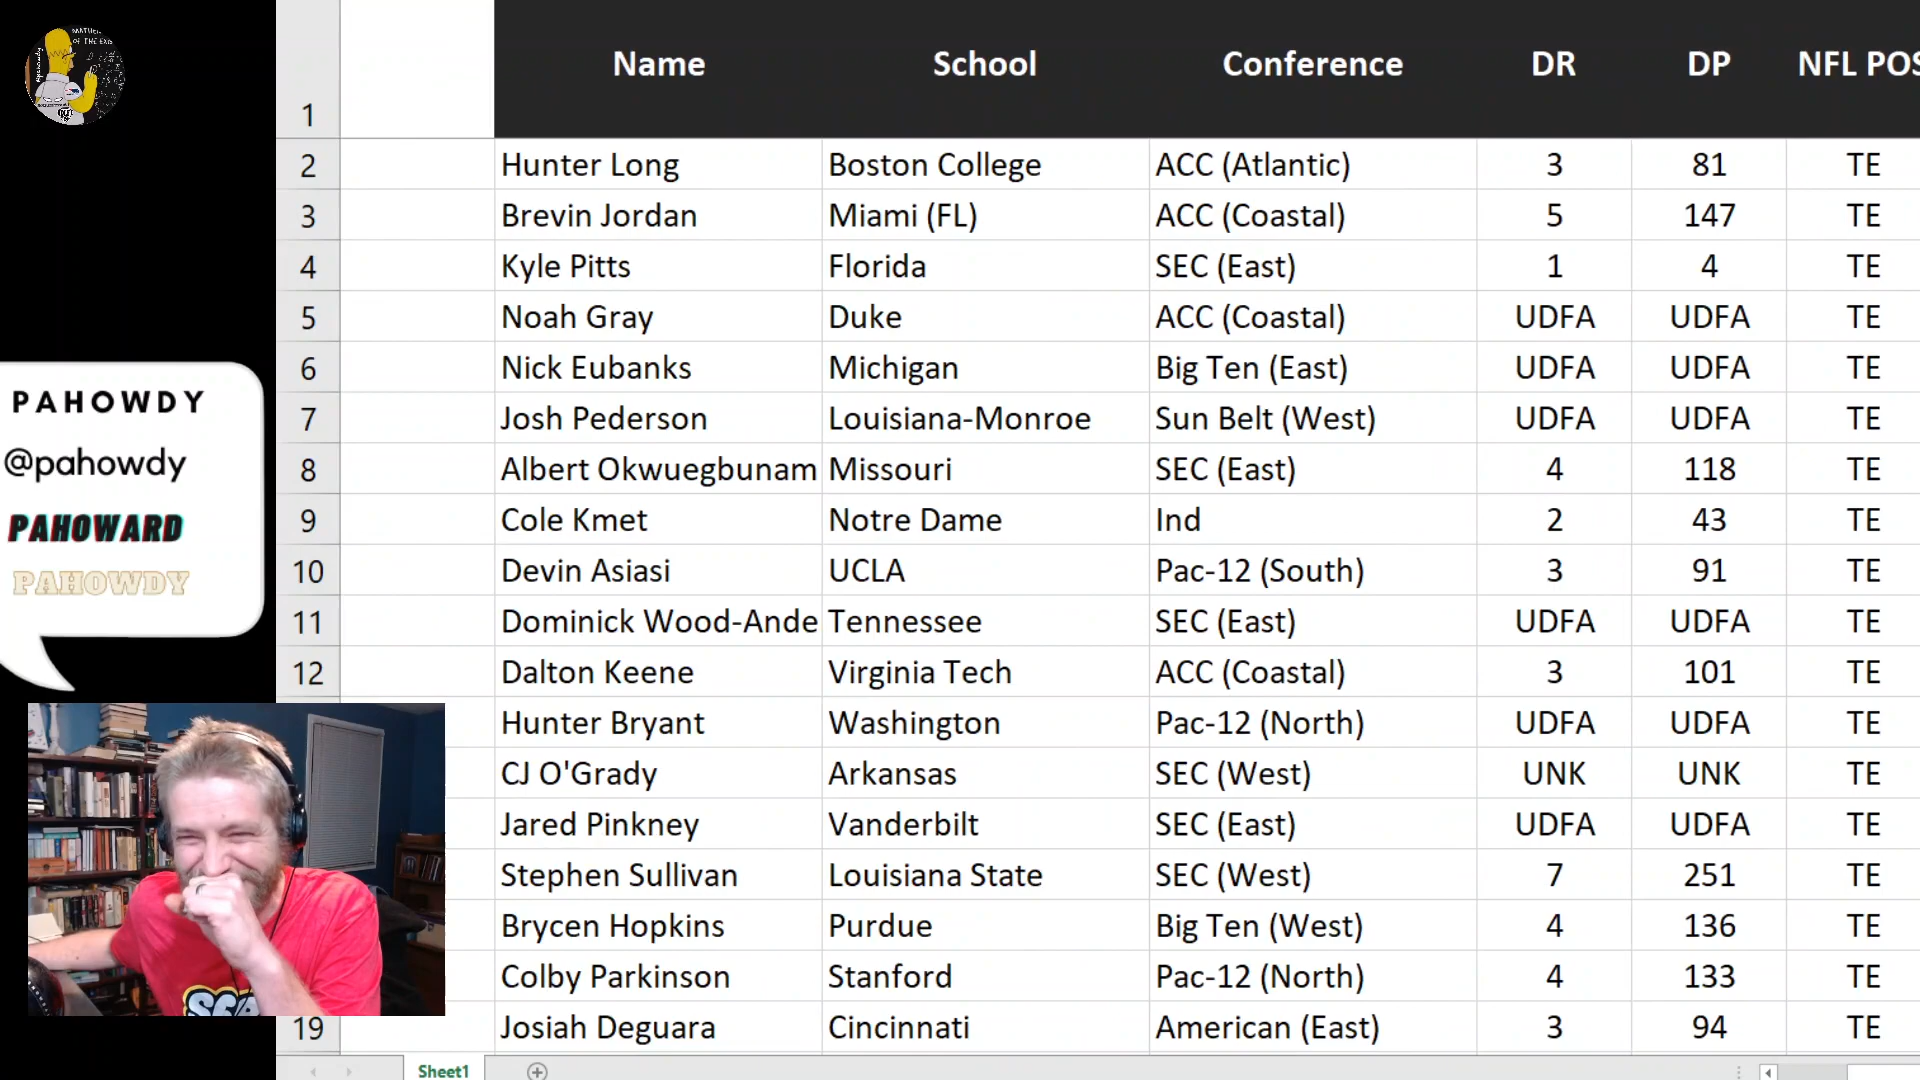 Name School Conference DR DP NFL POS
1
2 Hunter Long Boston College ACC (Atlantic) 3 81 TE
3 Brevin Jordan Miami (FL) ACC (Coastal) 5 147 TE
4 Kyle Pitts Florida SEC (East) 1 4 TE
5 Noah Gray Duke ACC (Coastal) UDFA UDFA TE
6 Nick Eubanks Michigan Big Ten (East) UDFA UDFA TE
7 Josh Pederson Louisiana-Monroe Sun Belt (West) UDFA UDFA TE
8 Albert Okwuegbunam Missouri SEC (East) 4 118 TE
9 Cole Kmet Notre Dame Ind 2 43 TE
10 Devin Asiasi UCLA Pac-12 (South) 3 91 TE
11 Dominick Wood-Ande Tennessee SEC (East) UDFA UDFA TE
12 Dalton Keene Virginia Tech ACC (Coastal) 3 101 TE
Hunter Bryant Washington Pac-12 (North) UDFA UDFA TE
CJ O'Grady Arkansas SEC (West) UNK UNK TE
Jared Pinkney Vanderbilt SEC (East) UDFA UDFA TE
Stephen Sullivan Louisiana State SEC (West) 7 251 TE
Brycen Hopkins Purdue Big Ten (West) 4 136 TE
Colby Parkinson Stanford Pac-12 (North) 4 133 TE
19 Josiah Deguara Cincinnati American (East) 3 94 TE
Sheet1
PAHOWDY
@pahowdy
PAHOWARD
PAHOWDY